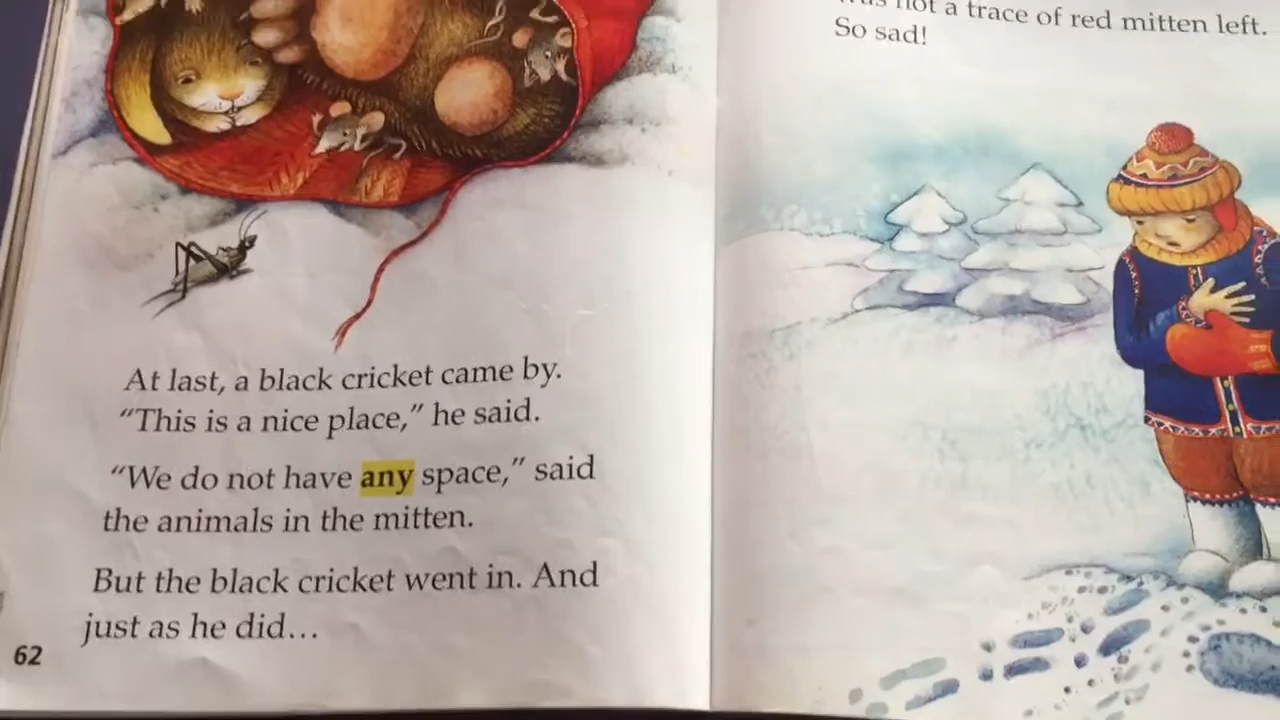 At last, a black cricket came by.
“This is a nice place,” he said.
“We do not have any space,” said
the animals in the mitten.
But the black cricket went in. And
just as he did…
62
was not a trace of red mitten left.
So sad!